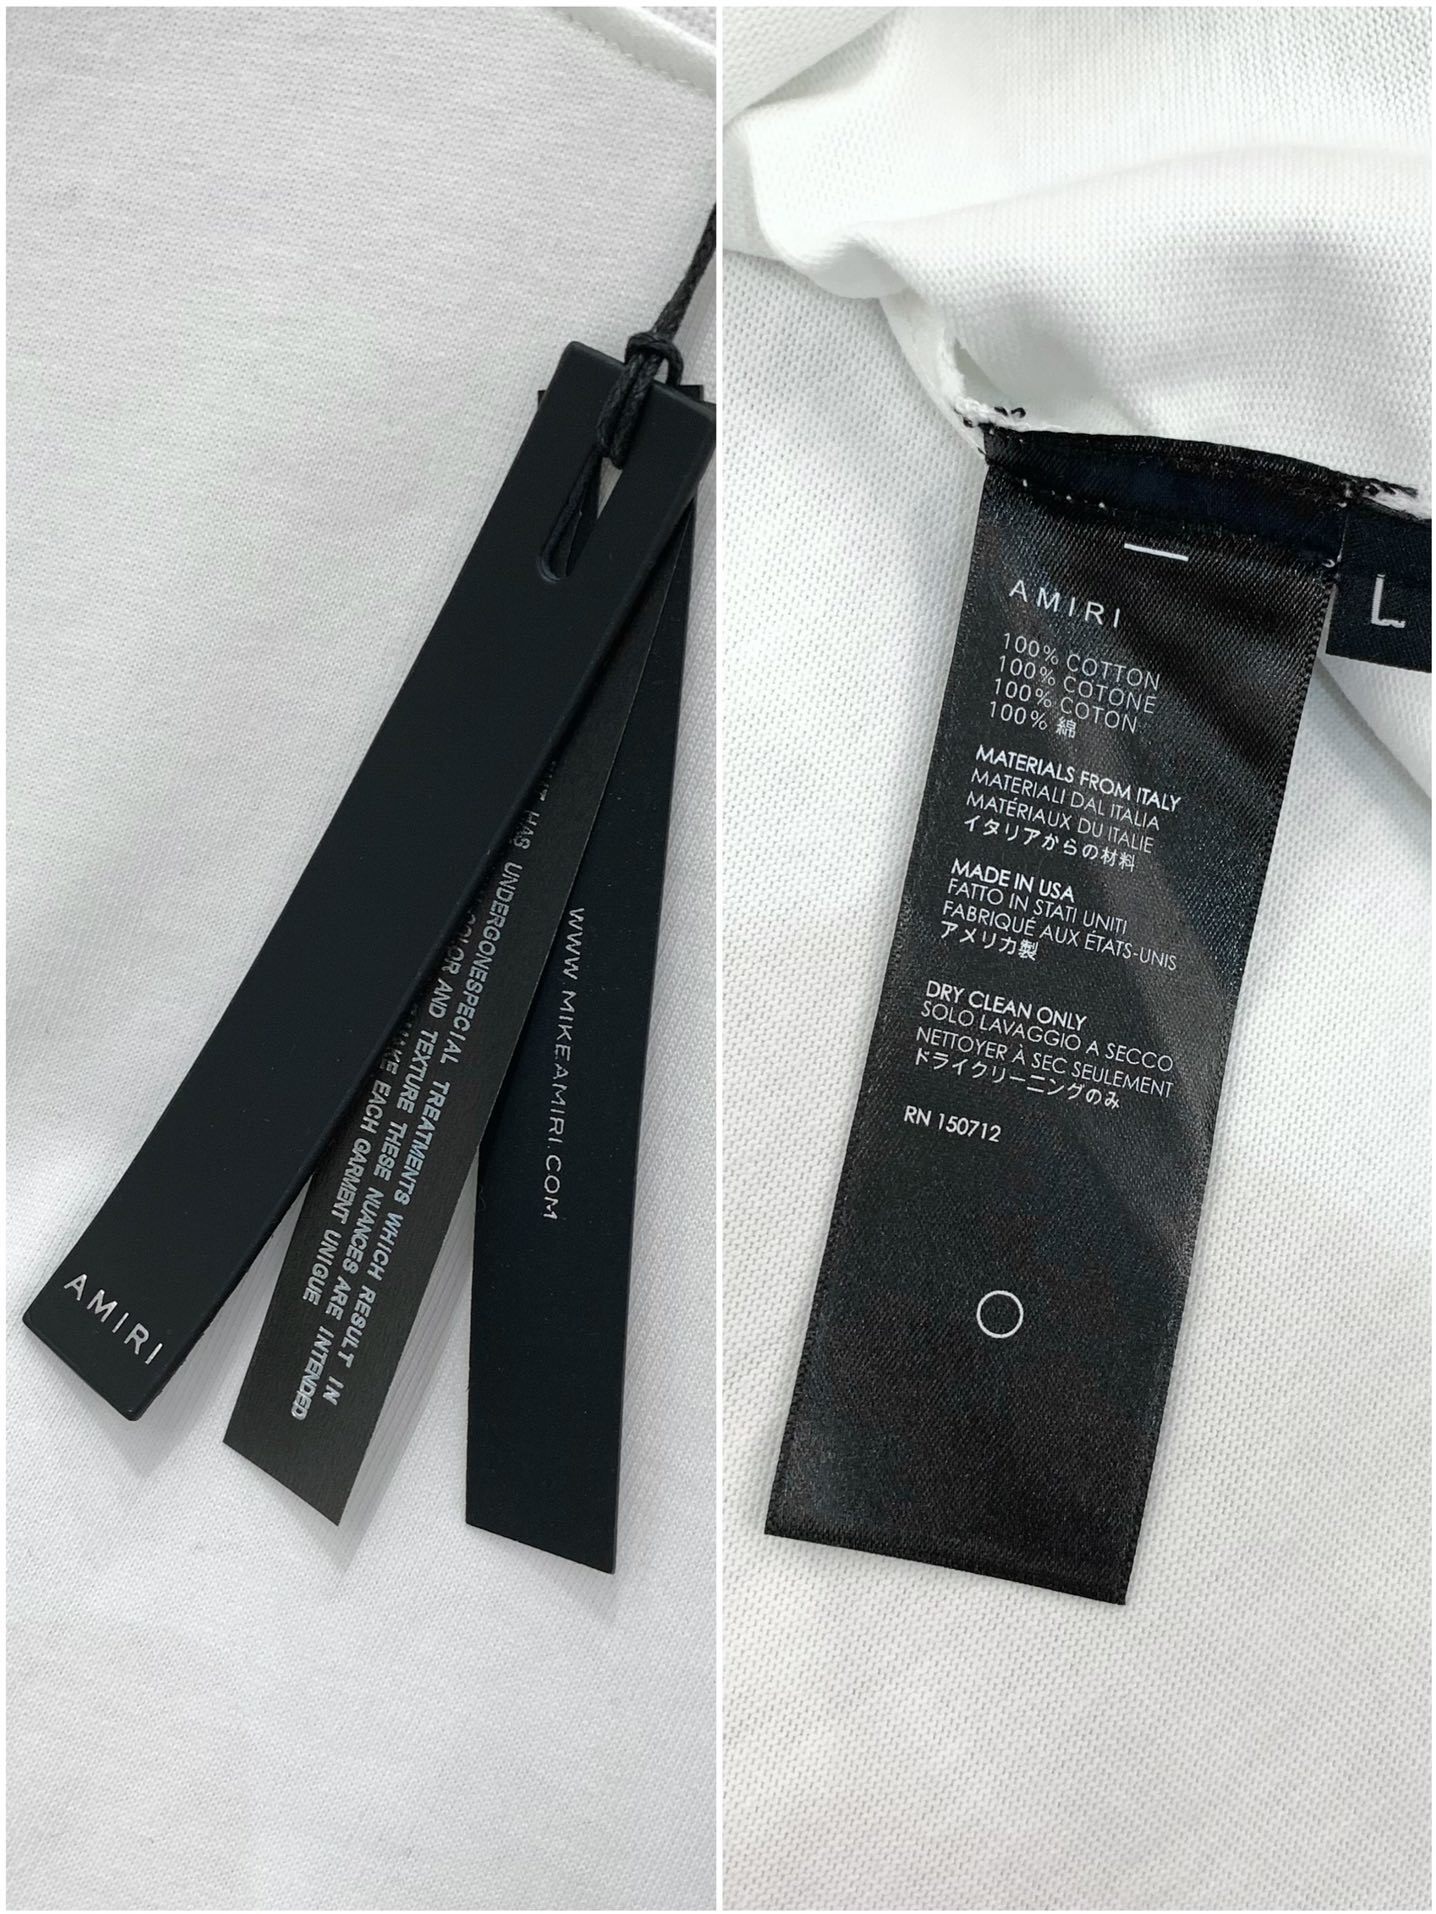 AMIRI
HAS UNDERGONESPECIAL TREATMENTS WHICH RESULT IN
COLOR AND TEXTURE THESE NUANCES ARE INTENDED
MAKE EACH GARMENT UNIGUE
WWW.MIKEAMIRI.COM
AMIRI
100% COTTON
100% COTONE
100% COTON
100% 綿
MATERIALS FROM ITALY
MATERIALI DAL ITALIA
MATÉRIAUX DU ITALIE
イタリアからの材料
MADE IN USA
FATTO IN STATI UNITI
FABRIQUÉ AUX ÉTATS-UNIS
アメリカ製
DRY CLEAN ONLY
SOLO LAVAGGIO A SECCO
NETTOYER À SEC SEULEMENT
ドライクリーニングのみ
RN 150712
L